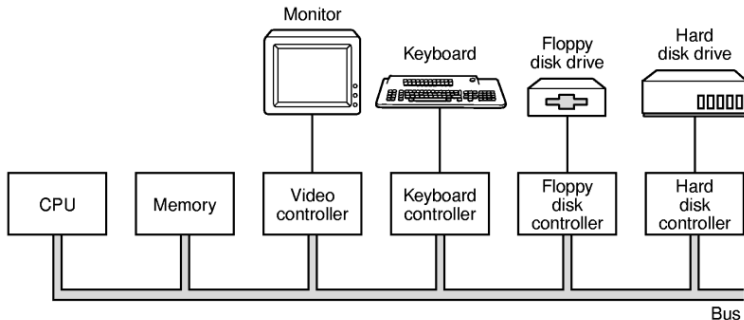 Monitor
Keyboard
Floppy
disk drive
Hard
disk drive
CPU
Memory
Video
controller
Keyboard
controller
Floppy
disk
controller
Hard
disk
controller
Bus